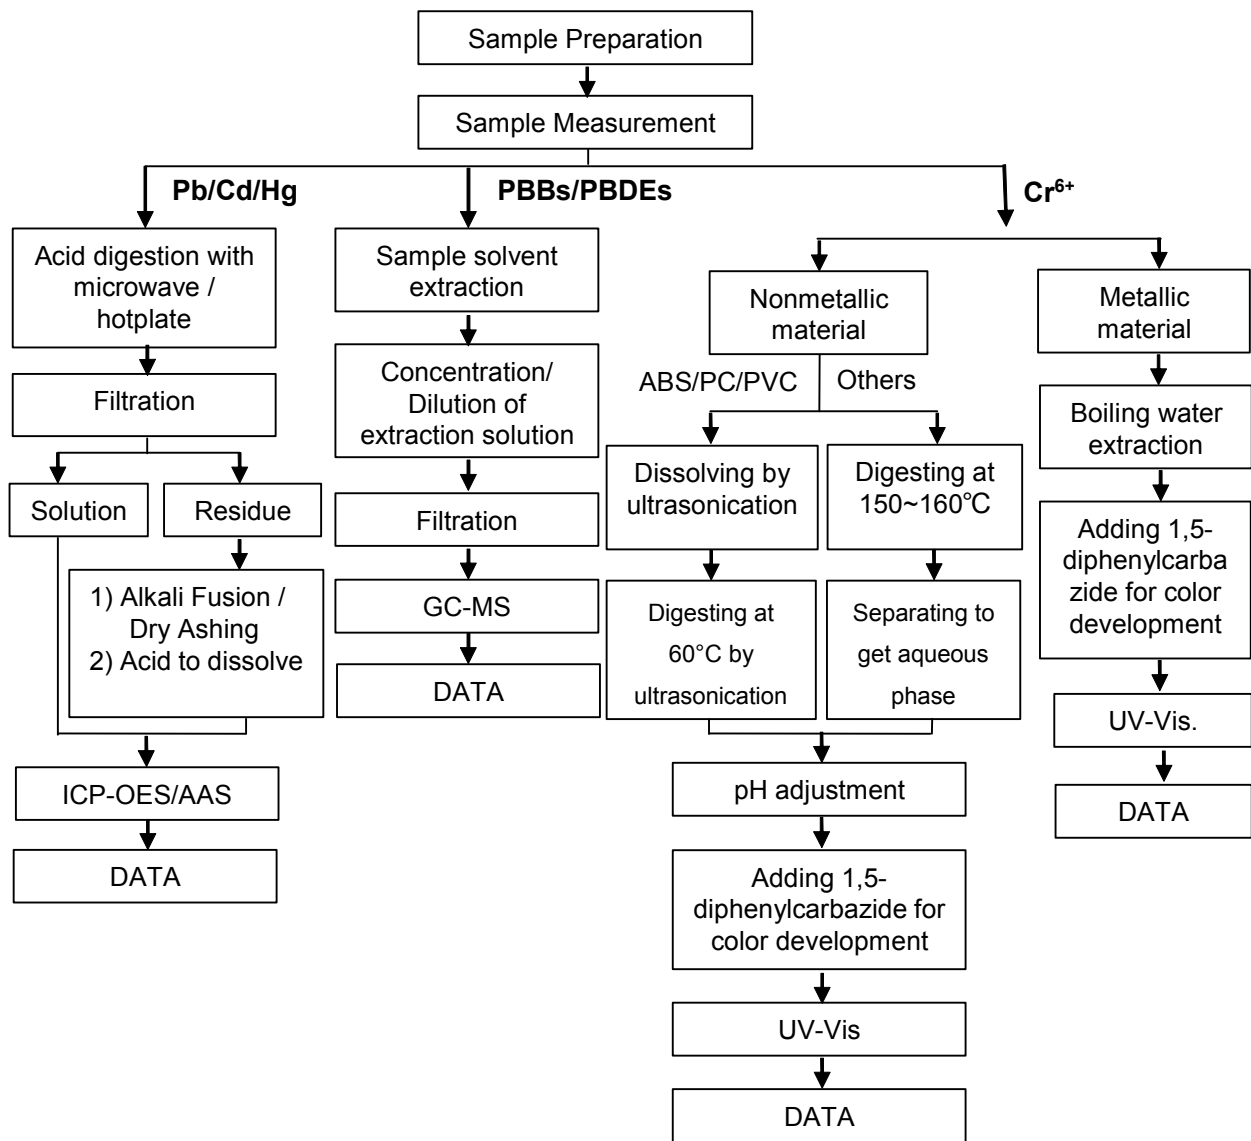 Sample Preparation
Sample Measurement
Pb/Cd/Hg
PBBs/PBDEs
Cr⁶⁺
Acid digestion with
microwave /
hotplate
Filtration
Solution
Residue
1) Alkali Fusion /
Dry Ashing
2) Acid to dissolve
ICP-OES/AAS
DATA
Sample solvent
extraction
Concentration/
Dilution of
extraction solution
Filtration
GC-MS
DATA
Nonmetallic
material
ABS/PC/PVC
Others
Dissolving by
ultrasonication
Digesting at
60°C by
ultrasonication
Digesting at
150~160℃
Separating to
get aqueous
phase
pH adjustment
Adding 1,5-
diphenylcarbazide for
color development
UV-Vis
DATA
Metallic
material
Boiling water
extraction
Adding 1,5-
diphenylcarba
zide for color
development
UV-Vis.
DATA